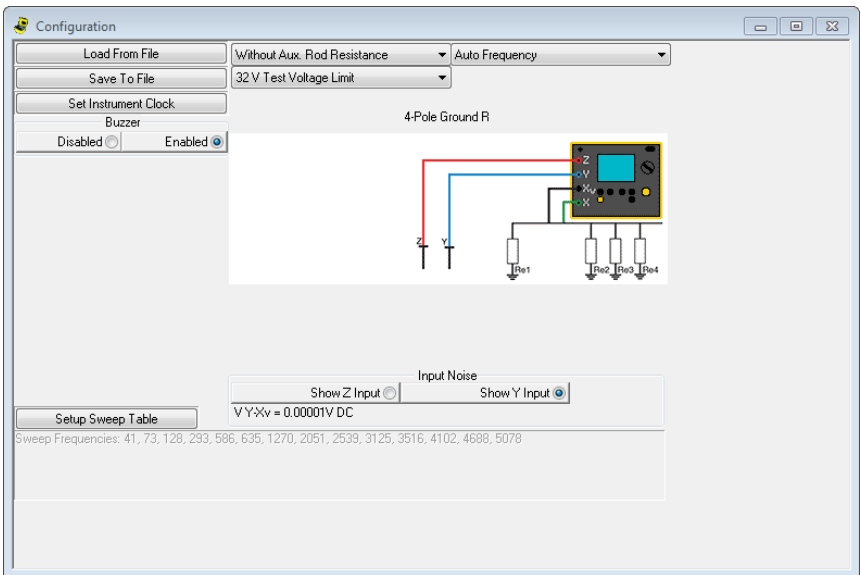 Configuration
Load From File
Without Aux. Rod Resistance
Auto Frequency
Save To File
32 V Test Voltage Limit
Set Instrument Clock
4-Pole Ground R
Buzzer
Disabled
Enabled
Z
Y
Xv
X
Z
Y
Re1
Re2
Re3
Re4
Input Noise
Show Z Input
Show Y Input
V Y-Xv = 0.00001V DC
Setup Sweep Table
Sweep Frequencies: 41, 73, 128, 293, 586, 635, 1270, 2051, 2539, 3125, 3516, 4102, 4688, 5078